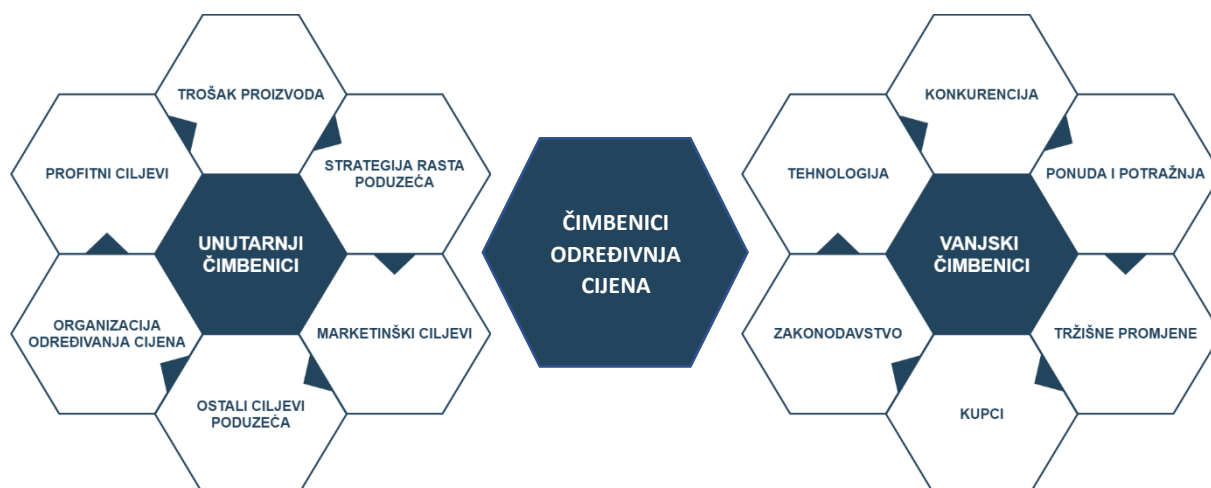 TROŠAK PROIZVODA
STRATEGIJA RASTA
PODUZEĆA
MARKETINŠKI CILJEVI
OSTALI CILJEVI
PODUZEĆA
ORGANIZACIJA
ODREĐIVANJA CIJENA
PROFITNI CILJEVI
UNUTARNJI
ČIMBENICI
ČIMBENICI
ODREĐIVNJA
CIJENA
KONKURENCIJA
PONUDA I POTRAŽNJA
TRŽIŠNE PROMJENE
KUPCI
ZAKONODAVSTVO
TEHNOLOGIJA
VANJSKI
ČIMBENICI